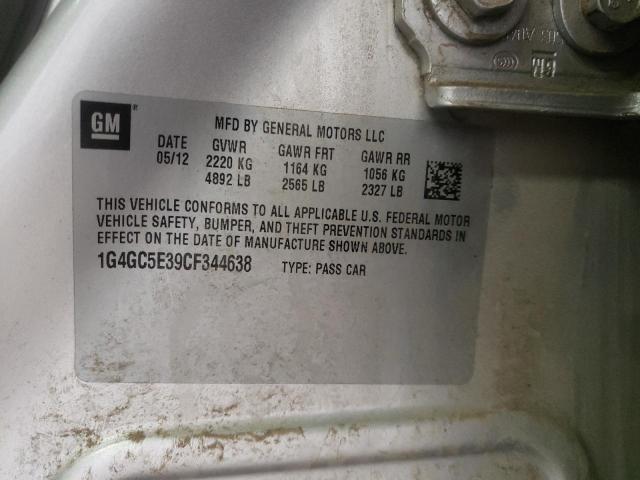 GM ®
MFD BY GENERAL MOTORS LLC
DATE GVWR GAWR FRT GAWR RR
05/12 2220 KG 1164 KG 1056 KG
4892 LB 2565 LB 2327 LB
THIS VEHICLE CONFORMS TO ALL APPLICABLE U.S. FEDERAL MOTOR
VEHICLE SAFETY, BUMPER, AND THEFT PREVENTION STANDARDS IN
EFFECT ON THE DATE OF MANUFACTURE SHOWN ABOVE.
1G4GC5E39CF344638 TYPE: PASS CAR
GM